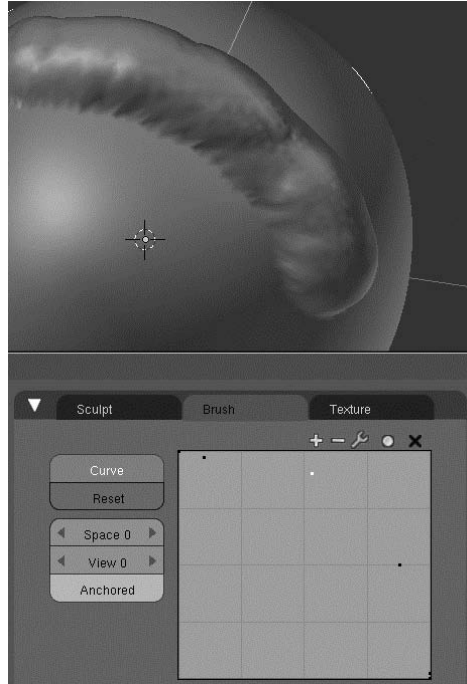 Sculpt Brush Texture
Curve
Reset
Space 0
View 0
Anchored